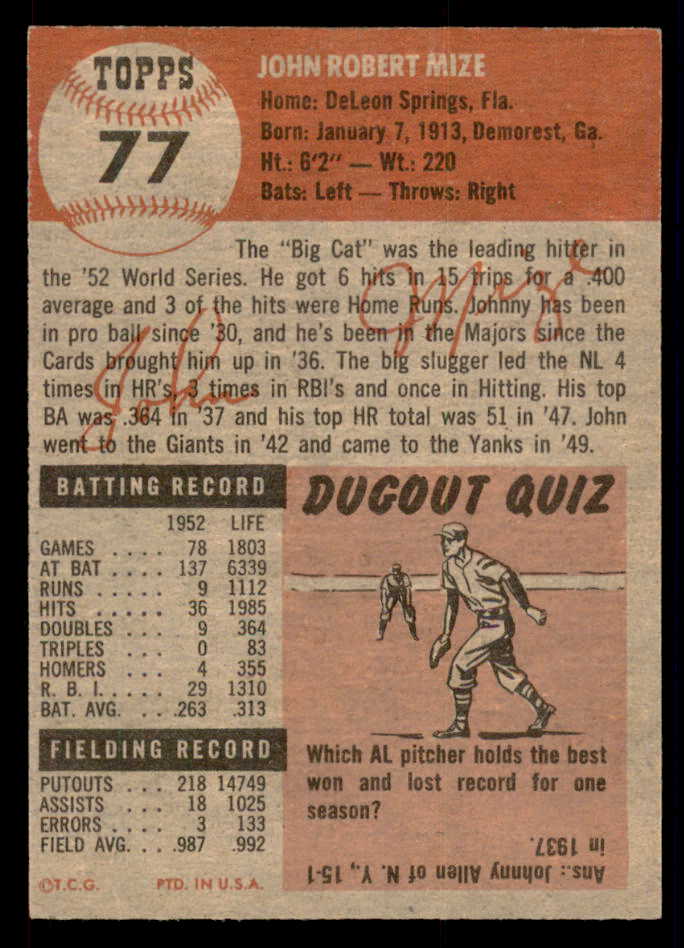 TOPPS
77
JOHN ROBERT MIZE
Home: DeLeon Springs, Fla.
Born: January 7, 1913, Demorest, Ga.
Ht.: 6'2" — Wt.: 220
Bats: Left — Throws: Right
The "Big Cat" was the leading hitter in
the '52 World Series. He got 6 hits in 15 trips for a .400
average and 3 of the hits were Home Runs. Johnny has been
in pro ball since '30, and he's been in the Majors since the
Cards brought him up in '36. The big slugger led the NL 4
times in HR's, 3 times in RBI's and once in Hitting. His top
BA was .364 in '37 and his top HR total was 51 in '47. John
went to the Giants in '42 and came to the Yanks in '49.
John Mize
BATTING RECORD
1952 LIFE
GAMES .... 78 1803
AT BAT .... 137 6339
RUNS ..... 9 1112
HITS ...... 36 1985
DOUBLES .... 9 364
TRIPLES .... 0 83
HOMERS .... 4 355
R. B. I. .... 29 1310
BAT. AVG. ... .263 .313
FIELDING RECORD
PUTOUTS ... 218 14749
ASSISTS .... 18 1025
ERRORS .... 3 133
FIELD AVG. ... .987 .992
©T.C.G. PTD. IN U.S.A.
DUGOUT QUIZ
Which AL pitcher holds the best
won and lost record for one
season?
Ans.: Johnny Allen of N. Y., 15-1
in 1937.